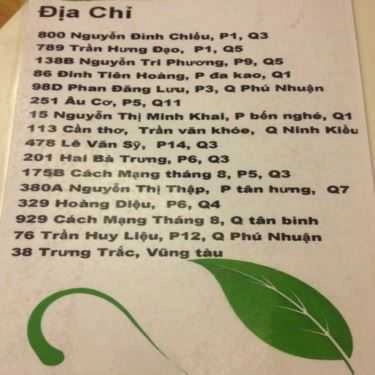 Địa Chỉ
800 Nguyễn Đình Chiểu, P1, Q3
789 Trần Hưng Đạo, P1, Q5
138B Nguyễn Tri Phương, P9, Q5
86 Đinh Tiên Hoàng, P đa kao, Q1
98D Phan Đăng Lưu, P3, Q Phú Nhuận
251 Âu Cơ, P5, Q11
15 Nguyễn Thị Minh Khai, P bến nghé, Q1
113 Cần thơ, Trần văn khóe, Q Ninh Kiều
478 Lê Văn Sỹ, P14, Q3
201 Hai Bà Trưng, P6, Q3
175B Cách Mạng tháng 8, P5, Q3
380A Nguyễn Thị Thập, P tân hưng, Q7
329 Hoàng Diệu, P6, Q4
929 Cách Mạng Tháng 8, Q tân bình
76 Trần Huy Liệu, P12, Q Phú Nhuận
38 Trưng Trắc, Vũng tàu